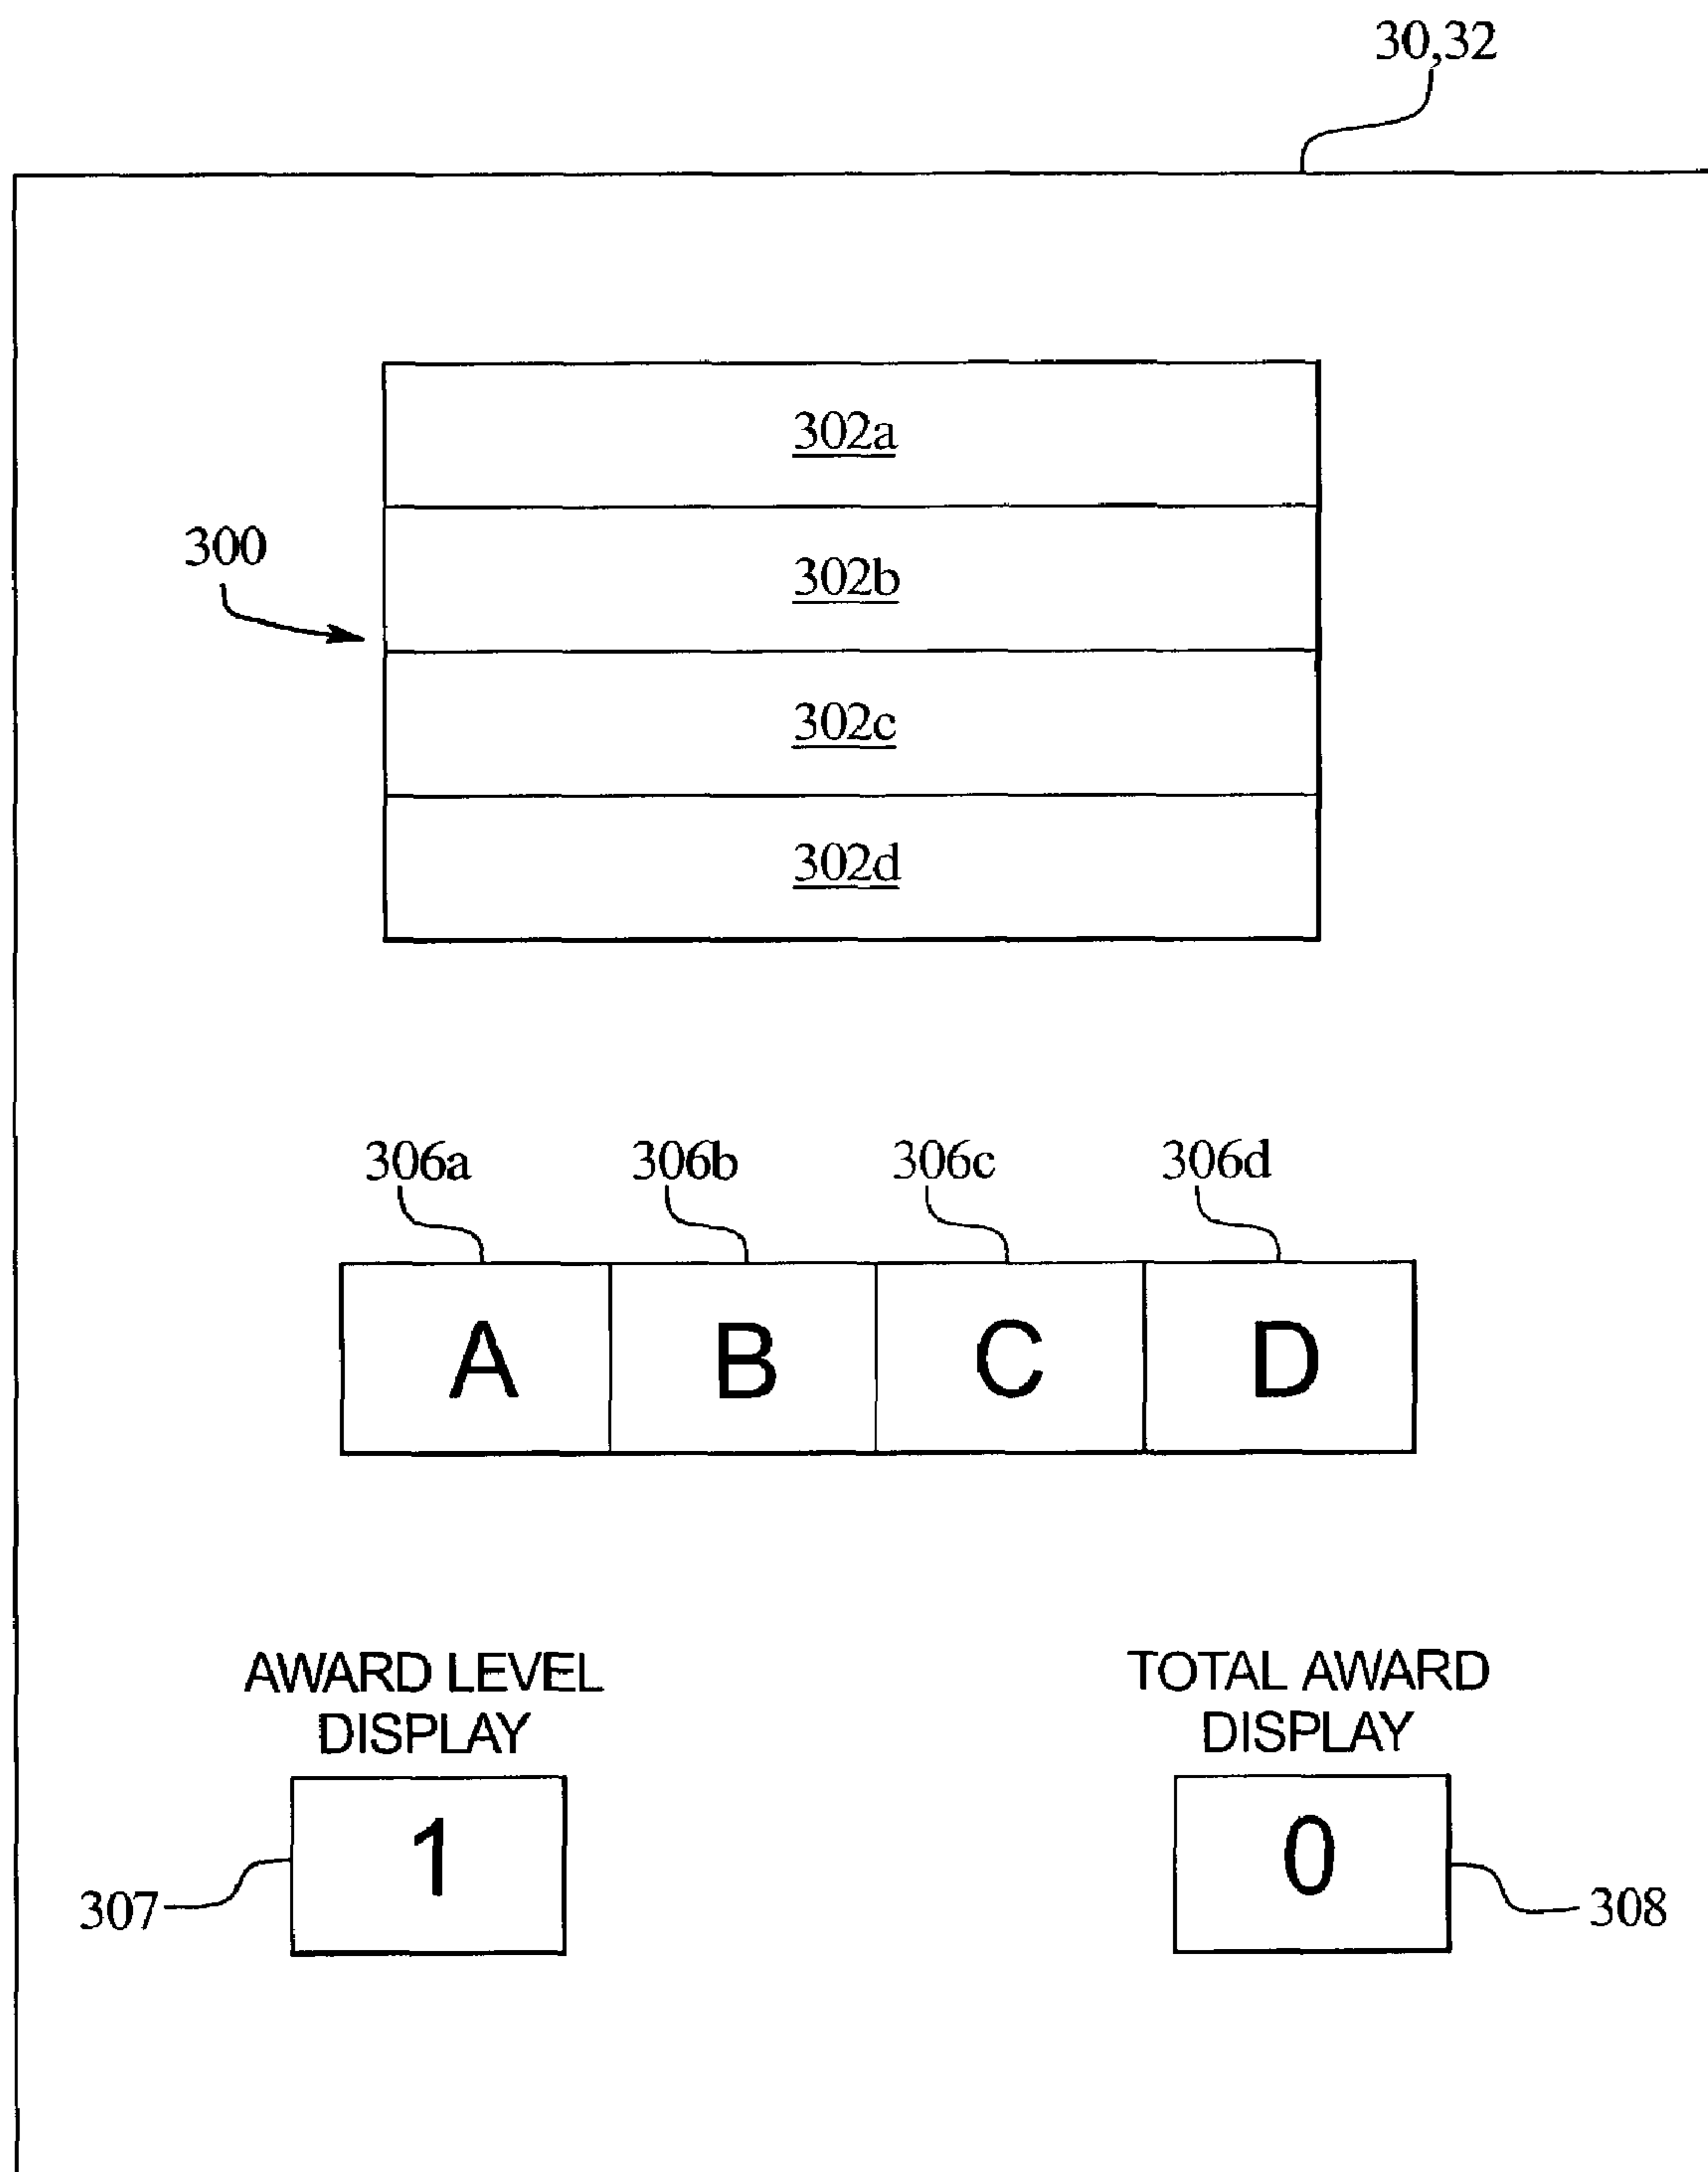 30,32
302a
300
302b
302c
302d
306a 306b 306c 306d
A B C D
AWARD LEVEL
DISPLAY
TOTAL AWARD
DISPLAY
1
0
307
308